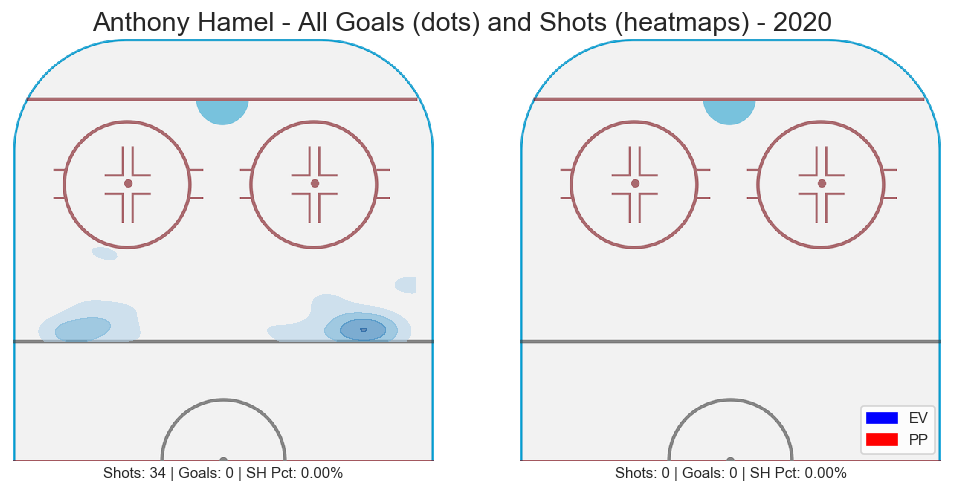 Anthony Hamel - All Goals (dots) and Shots (heatmaps) - 2020
EV
PP
Shots: 34 | Goals: 0 | SH Pct: 0.00%
Shots: 0 | Goals: 0 | SH Pct: 0.00%